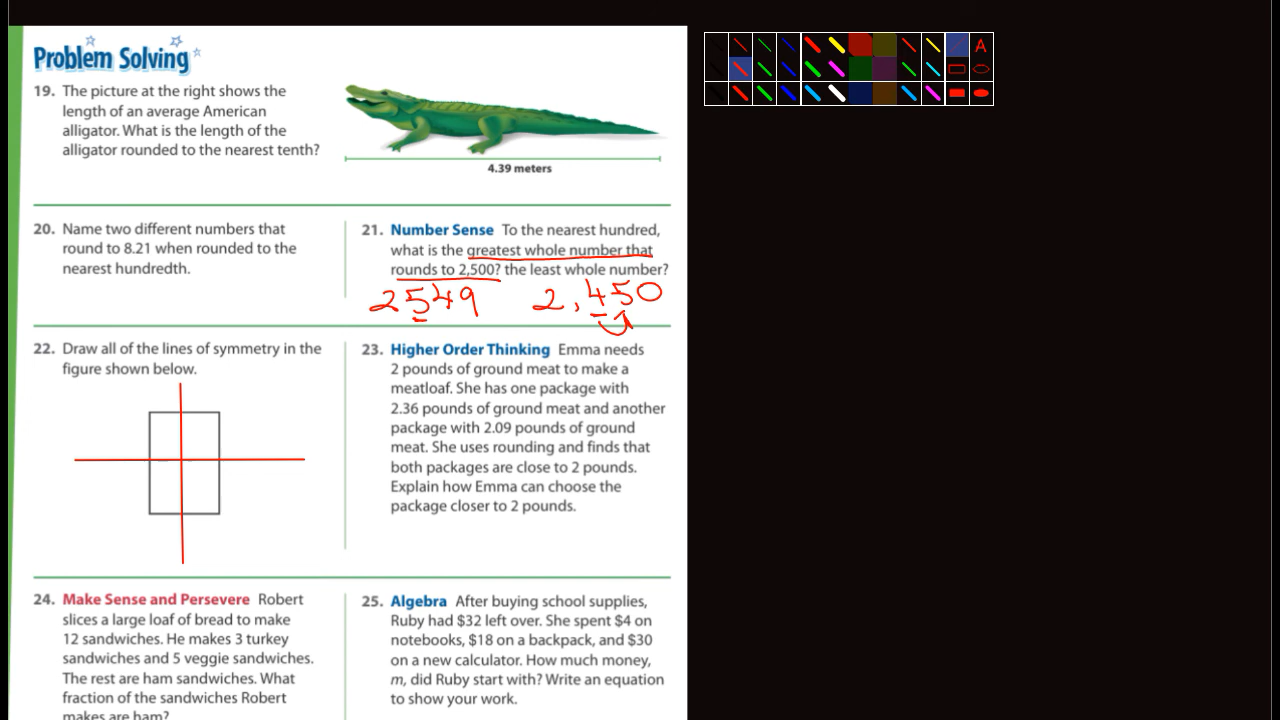 Problem Solving
19. The picture at the right shows the
length of an average American
alligator. What is the length of the
alligator rounded to the nearest tenth?
4.39 meters
20. Name two different numbers that
round to 8.21 when rounded to the
nearest hundredth.
21. Number Sense To the nearest hundred,
what is the greatest whole number that
rounds to 2,500? the least whole number?
2549 2,450
22. Draw all of the lines of symmetry in the
figure shown below.
23. Higher Order Thinking Emma needs
2 pounds of ground meat to make a
meatloaf. She has one package with
2.36 pounds of ground meat and another
package with 2.09 pounds of ground
meat. She uses rounding and finds that
both packages are close to 2 pounds.
Explain how Emma can choose the
package closer to 2 pounds.
24. Make Sense and Persevere Robert
slices a large loaf of bread to make
12 sandwiches. He makes 3 turkey
sandwiches and 5 veggie sandwiches.
The rest are ham sandwiches. What
fraction of the sandwiches Robert
makes are ham?
25. Algebra After buying school supplies,
Ruby had $32 left over. She spent $4 on
notebooks, $18 on a backpack, and $30
on a new calculator. How much money,
m, did Ruby start with? Write an equation
to show your work.
A